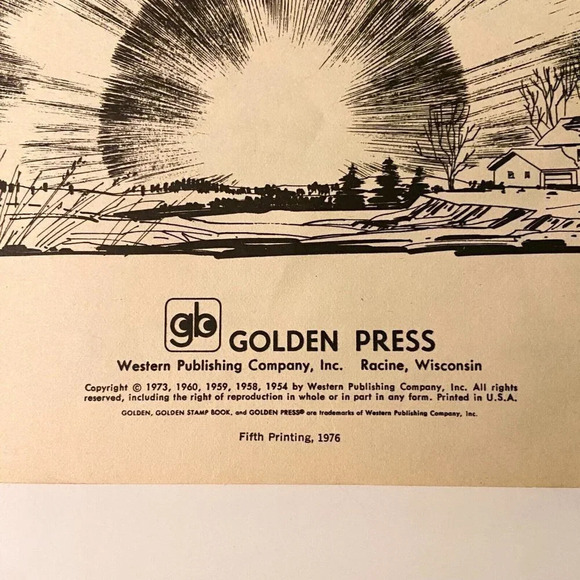 gb GOLDEN PRESS
Western Publishing Company, Inc. Racine, Wisconsin
Copyright © 1973, 1960, 1959, 1958, 1954 by Western Publishing Company, Inc. All rights
reserved, including the right of reproduction in whole or in part in any form. Printed in U.S.A.
GOLDEN, GOLDEN STAMP BOOK, and GOLDEN PRESS® are trademarks of Western Publishing Company, Inc.
Fifth Printing, 1976